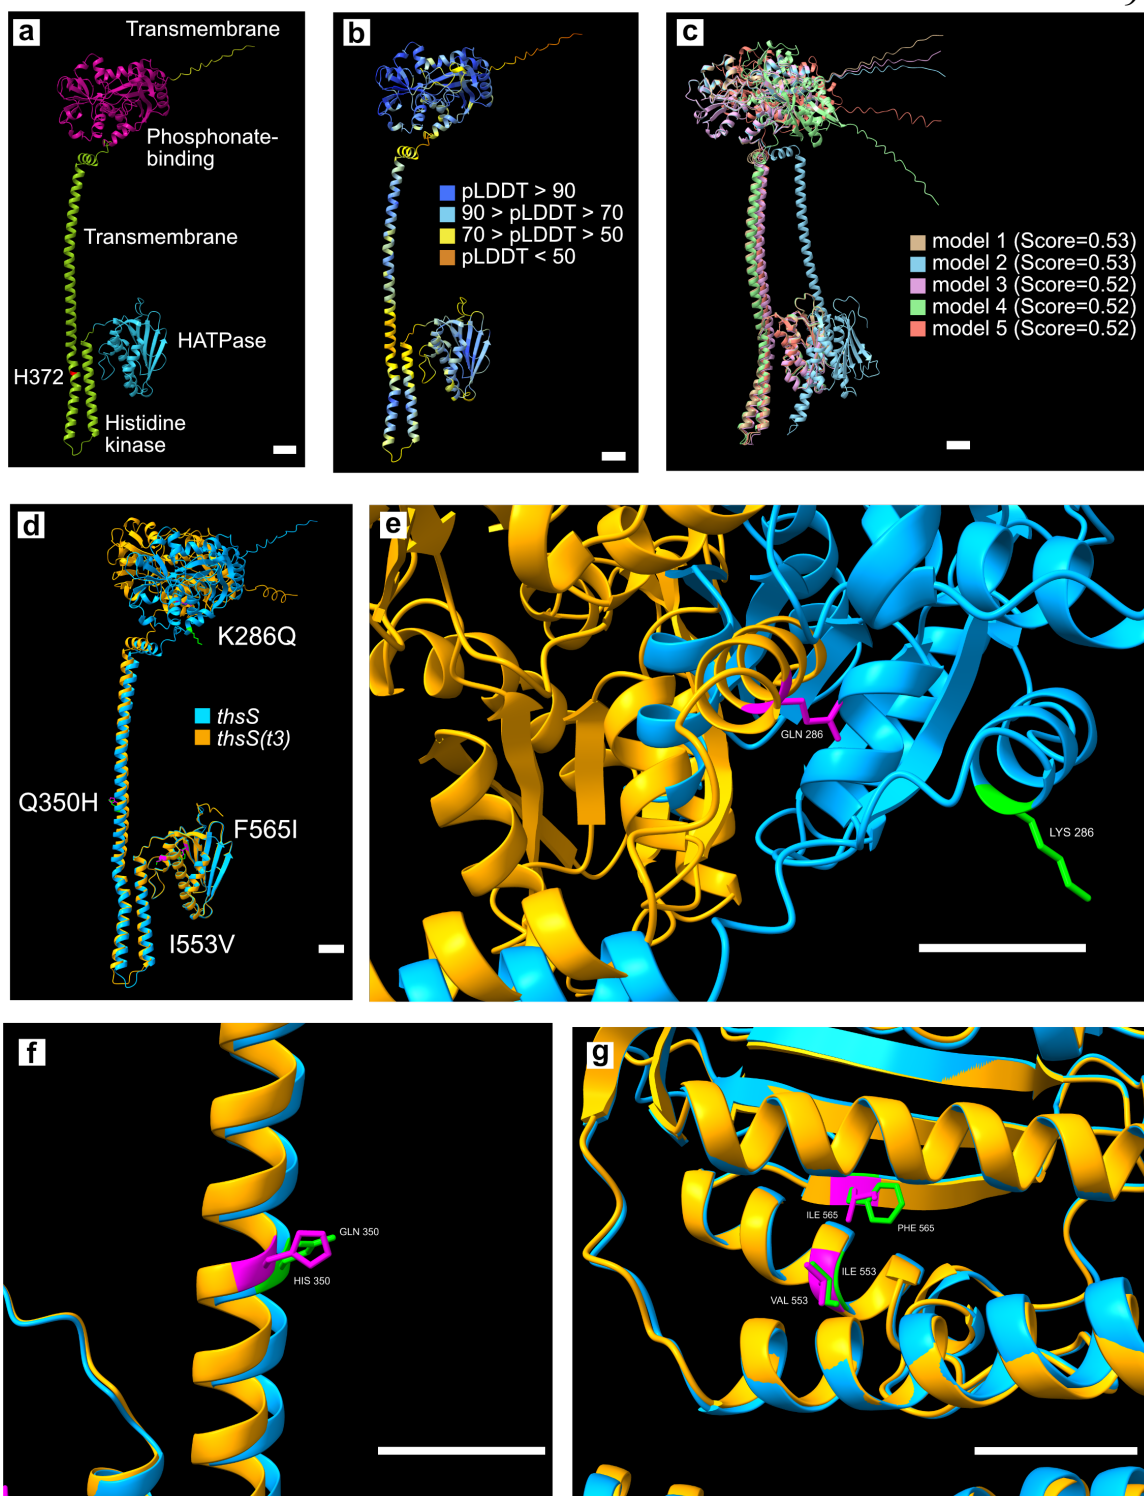 a
Transmembrane
Phosphonate-
binding
Transmembrane
HATPase
H372
Histidine
kinase
b
pLDDT > 90
90 > pLDDT > 70
70 > pLDDT > 50
pLDDT < 50
c
model 1 (Score=0.53)
model 2 (Score=0.53)
model 3 (Score=0.52)
model 4 (Score=0.52)
model 5 (Score=0.52)
d
K286Q
thsS
thsS(t3)
Q350H
F565I
I553V
e
GLN 286
LYS 286
f
GLN 350
HIS 350
g
ILE 565
PHE 565
ILE 553
VAL 553